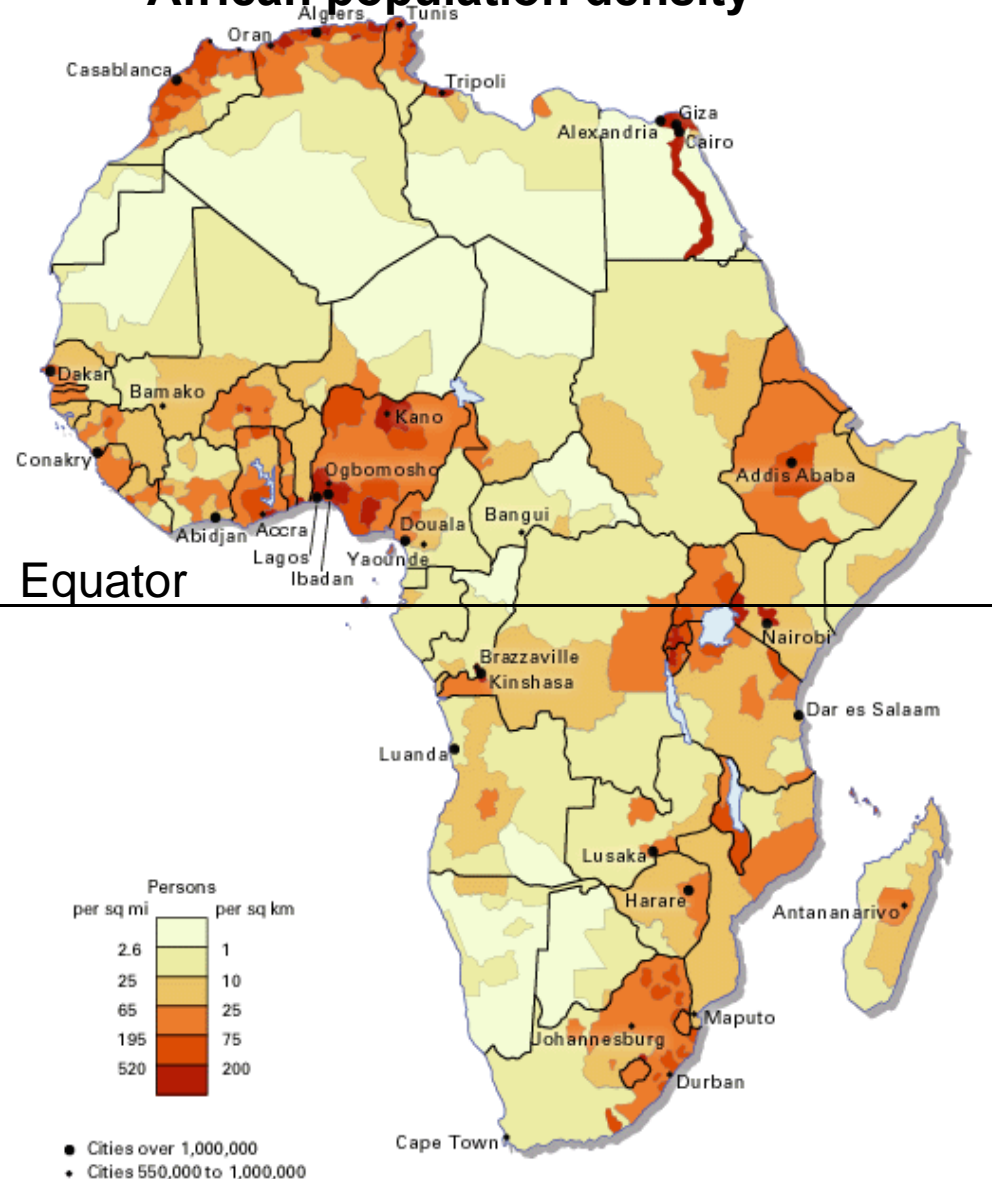 African population density
Algiers
Tunis
Oran
Casablanca
Tripoli
Giza
Alexandria
Cairo
Dakar
Bamako
Kano
Conakry
Ogbomosho
Addis Ababa
Abidjan
Accra
Douala
Bangui
Lagos
Yaounde
Ibadan
Equator
Nairobi
Brazzaville
Kinshasa
Dar es Salaam
Luanda
Lusaka
Harare
Antananarivo
Maputo
Johannesburg
Durban
Cape Town
Persons
per sq mi per sq km
2.6 1
25 10
65 25
195 75
520 200
Cities over 1,000,000
Cities 550,000 to 1,000,000